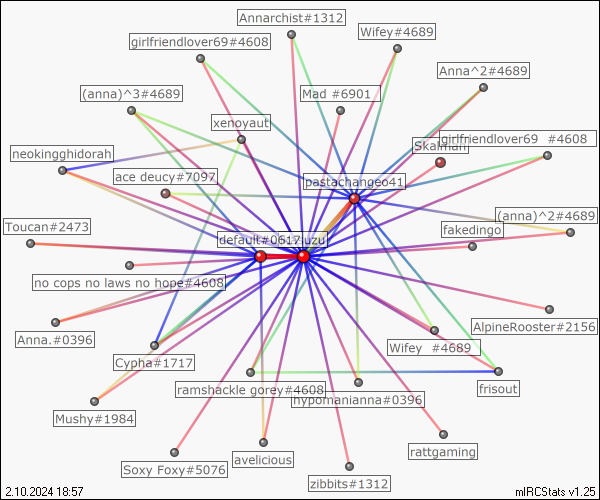 Annarchist#1312
Wifey#4689
girlfriendlover69#4608
Anna^2#4689
(anna)^3#4689
Mad #6901
xenoyaut
girlfriendlover69 #4608
neokingghidorah
ace deucy#7097
pastachangeo41
(anna)^2#4689
Toucan#2473
default#0617
fakedingo
no cops no laws no hope#4608
AlpineRooster#2156
Anna.#0396
Wifey #4689
Cypha#1717
ramshackle gorey#4608
frisout
hypomanianna#0396
Mushy#1984
avelicious
rattgaming
Soxy Foxy#5076
zibbits#1312
2.10.2024 18:57
mIRCStats v1.25